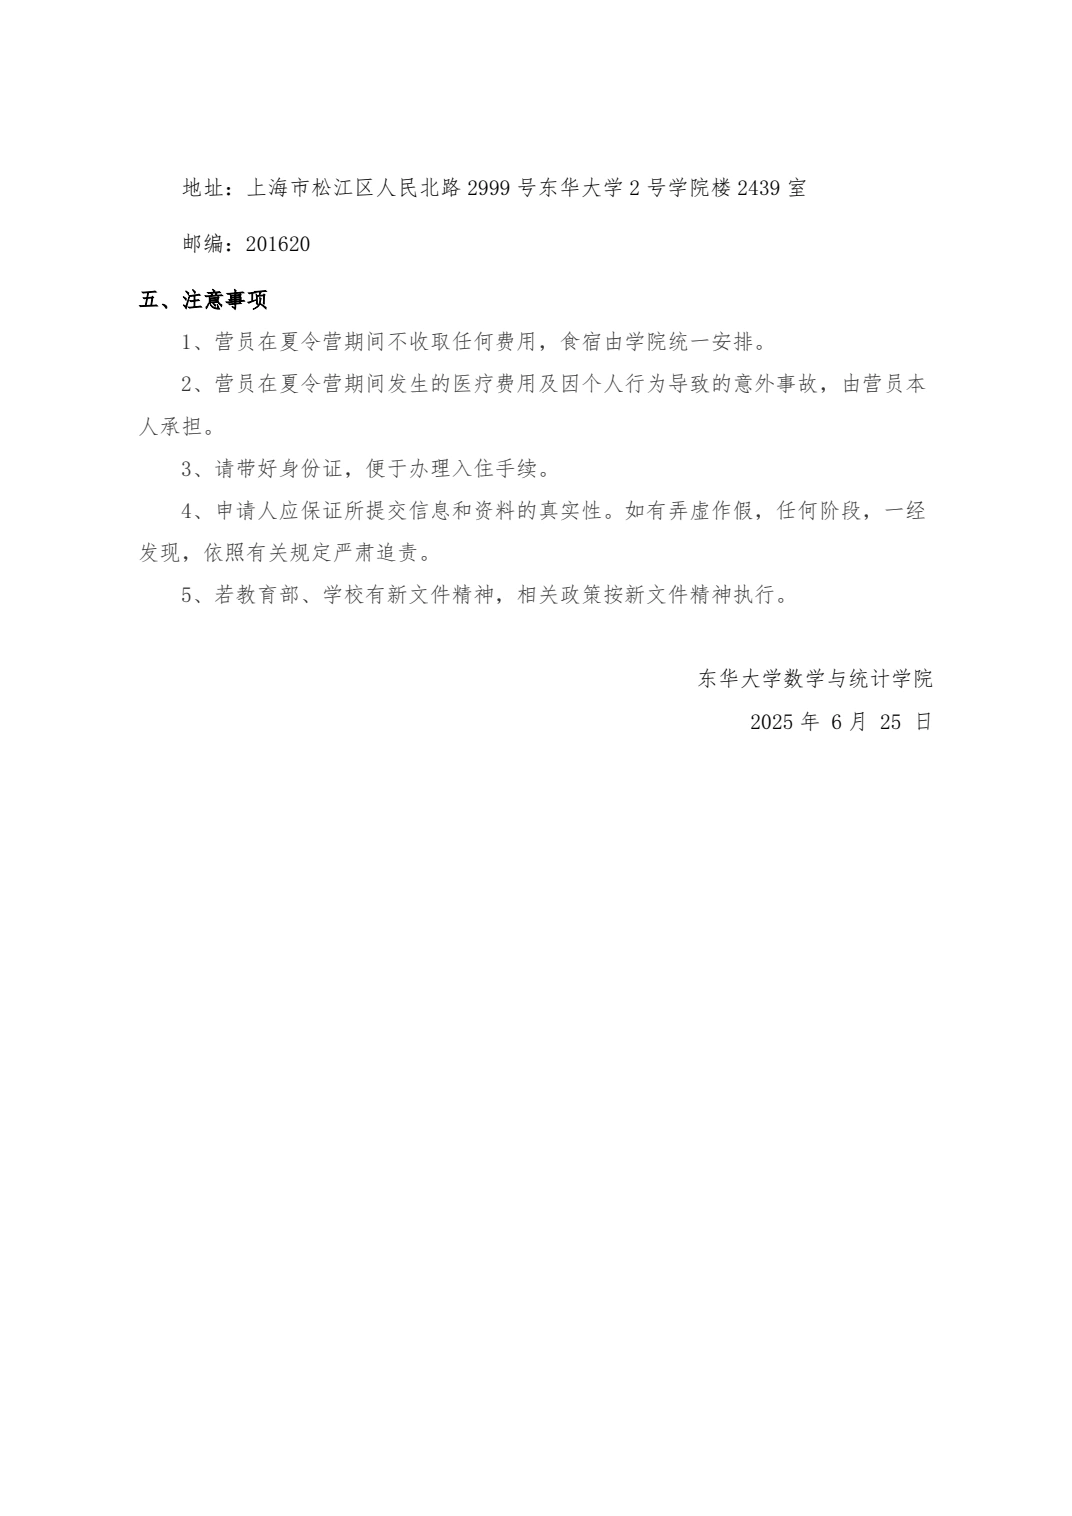 地址：上海市松江区人民北路 2999 号东华大学 2 号学院楼 2439 室
邮编：201620
五、注意事项
1、营员在夏令营期间不收取任何费用，食宿由学院统一安排。
2、营员在夏令营期间发生的医疗费用及因个人行为导致的意外事故，由营员本
人承担。
3、请带好身份证，便于办理入住手续。
4、申请人应保证所提交信息和资料的真实性。如有弄虚作假，任何阶段，一经
发现，依照有关规定严肃追责。
5、若教育部、学校有新文件精神，相关政策按新文件精神执行。
东华大学数学与统计学院
2025 年 6 月 25 日